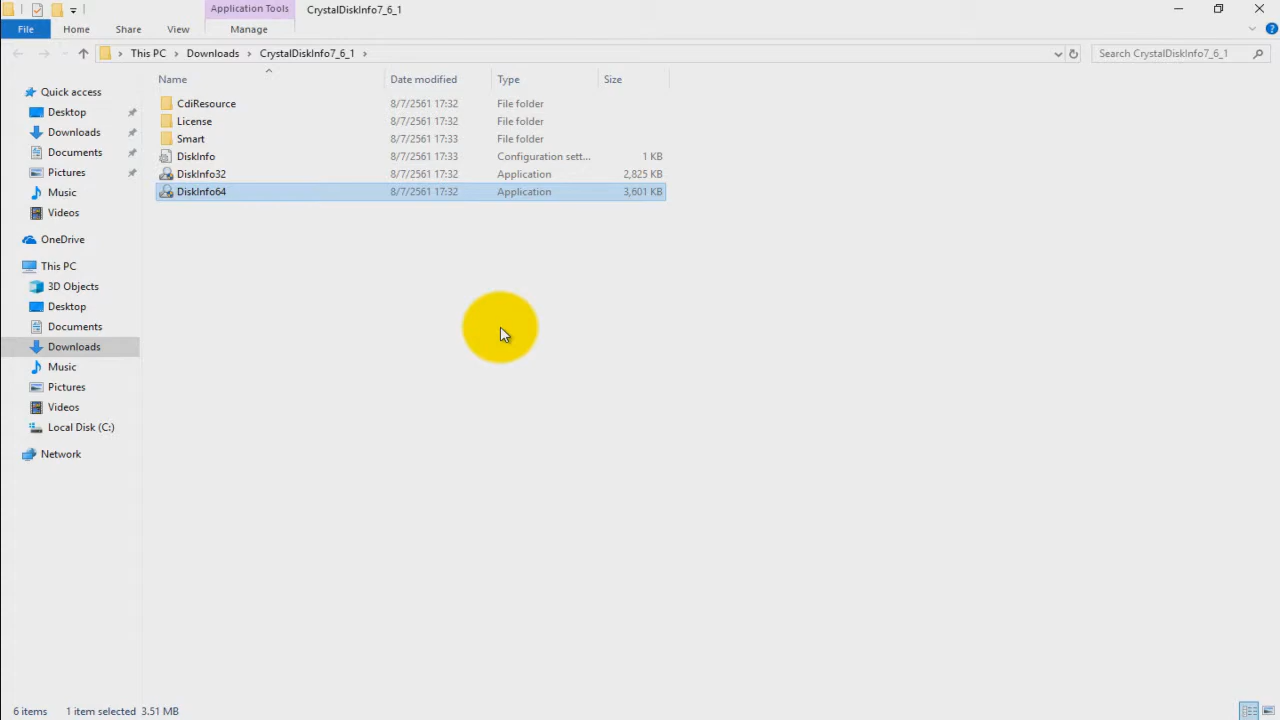 Application Tools CrystalDiskInfo7_6_1
File Home Share View Manage
This PC Downloads CrystalDiskInfo7_6_1 Search CrystalDiskInfo7_6_1
Name Date modified Type Size
Quick access
Desktop
Downloads
Documents
Pictures
Music
Videos
OneDrive
This PC
3D Objects
Desktop
Documents
Downloads
Music
Pictures
Videos
Local Disk (C:)
Network
CdiResource 8/7/2561 17:32 File folder
License 8/7/2561 17:32 File folder
Smart 8/7/2561 17:33 File folder
DiskInfo 8/7/2561 17:33 Configuration sett... 1 KB
DiskInfo32 8/7/2561 17:32 Application 2,825 KB
DiskInfo64 8/7/2561 17:32 Application 3,601 KB
6 items 1 item selected 3.51 MB